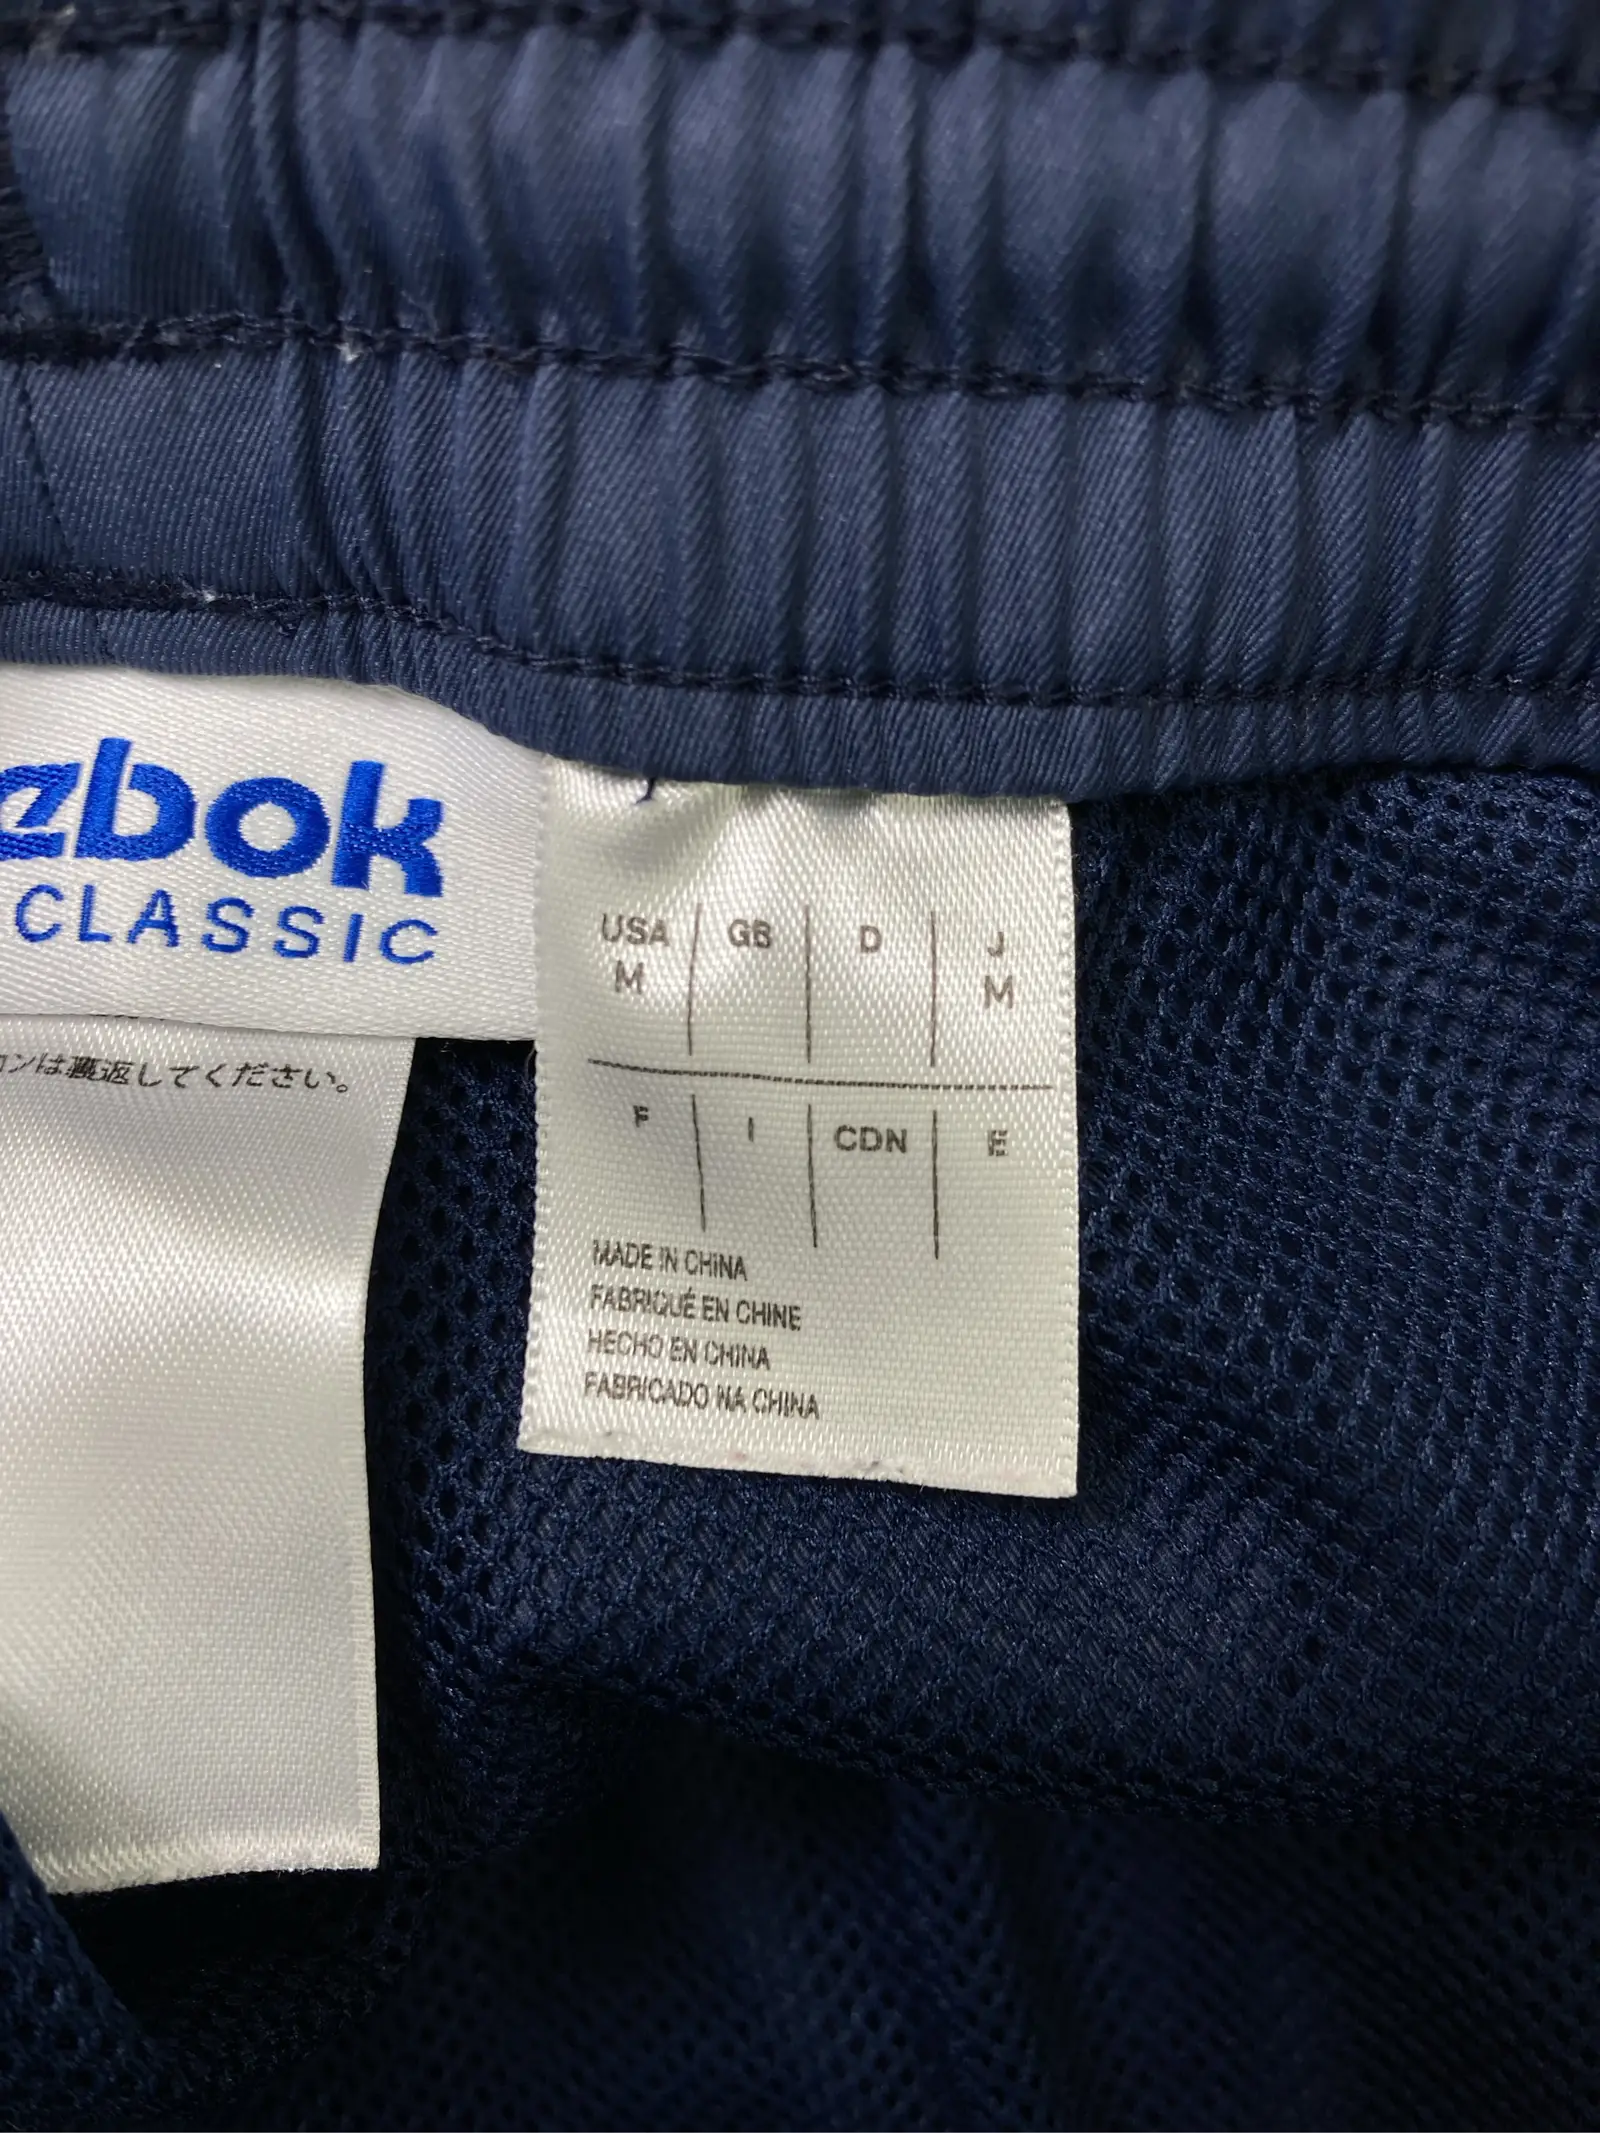 ebok
CLASSIC
ンは裏返してください。
USA GB D J
M M
F I CDN E
MADE IN CHINA
FABRIQUÉ EN CHINE
HECHO EN CHINA
FABRICADO NA CHINA